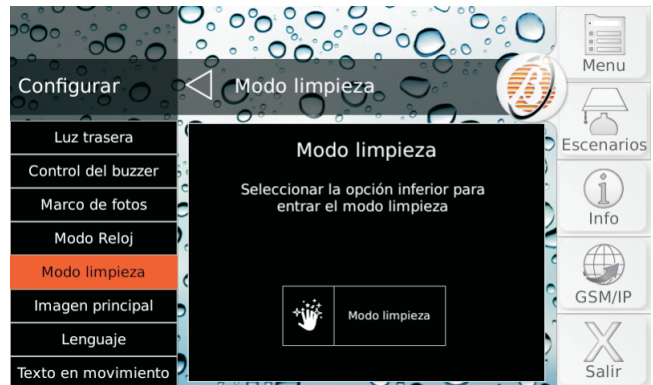 Configurar
Modo limpieza
Luz trasera
Control del buzzer
Marco de fotos
Modo Reloj
Modo limpieza
Imagen principal
Lenguaje
Texto en movimiento
Modo limpieza
Seleccionar la opción inferior para
entrar el modo limpieza
Modo limpieza
B
Menu
Escenarios
Info
GSM/IP
Salir